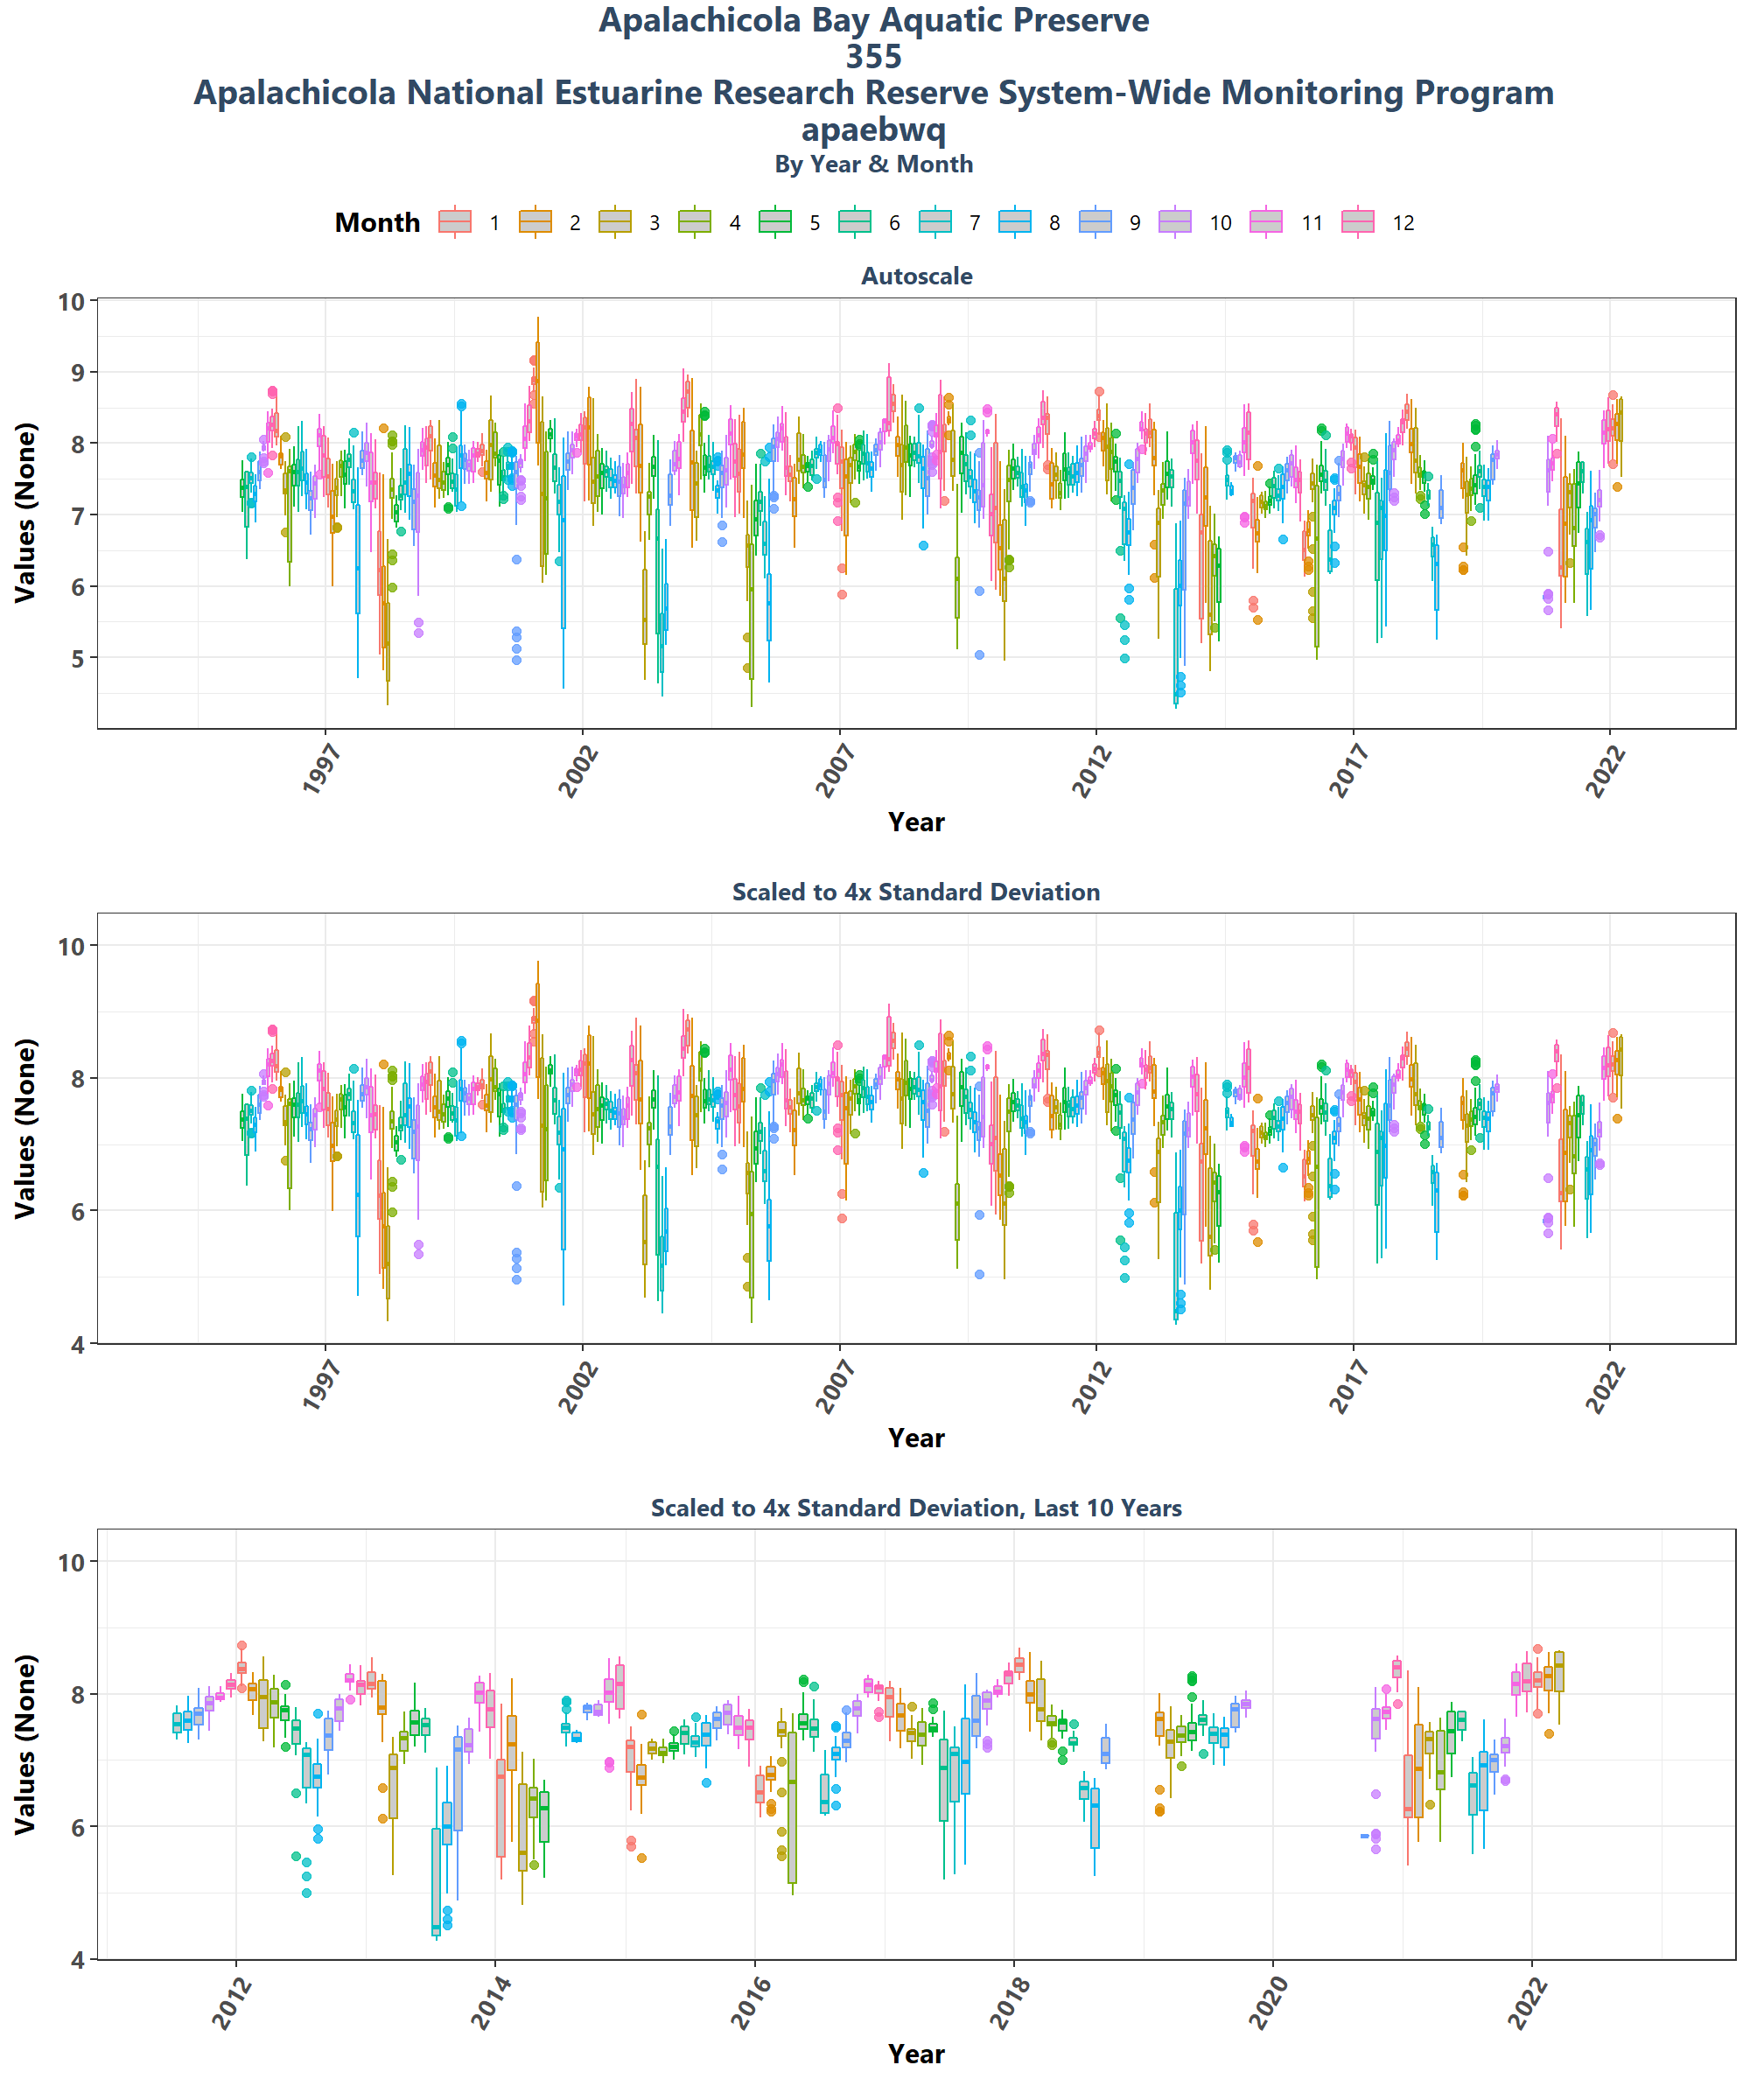 Apalachicola Bay Aquatic Preserve
355
Apalachicola National Estuarine Research Reserve System-Wide Monitoring Program
apaebwq
By Year & Month
Month 1 2 3 4 5 6 7 8 9 10 11 12
Autoscale
Values (None)
10
9
8
7
6
5
1997 2002 2007 2012 2017 2022
Year
Scaled to 4x Standard Deviation
Values (None)
10
8
6
4
1997 2002 2007 2012 2017 2022
Year
Scaled to 4x Standard Deviation, Last 10 Years
Values (None)
10
8
6
4
2012 2014 2016 2018 2020 2022
Year